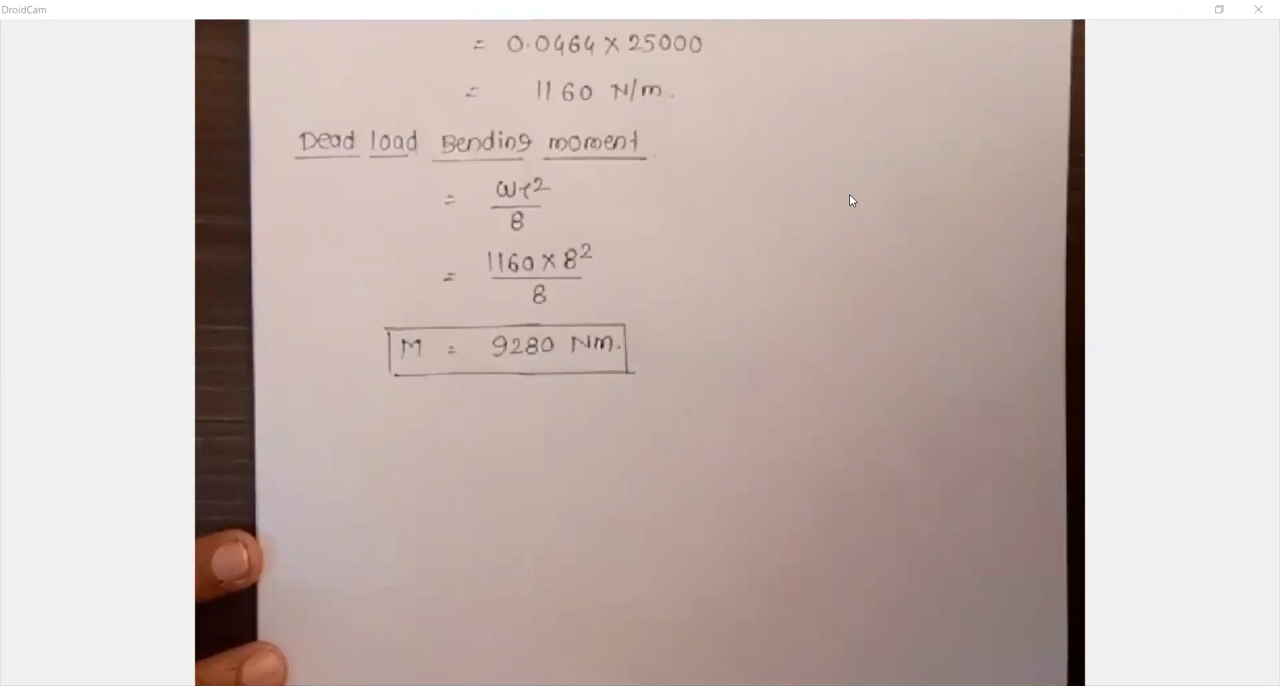 DroidCam
= 0.0464 × 25000
= 1160 N/m.
Dead load Bending moment
= ωl²
8
= 1160 × 8²
8
M = 9280 Nm.